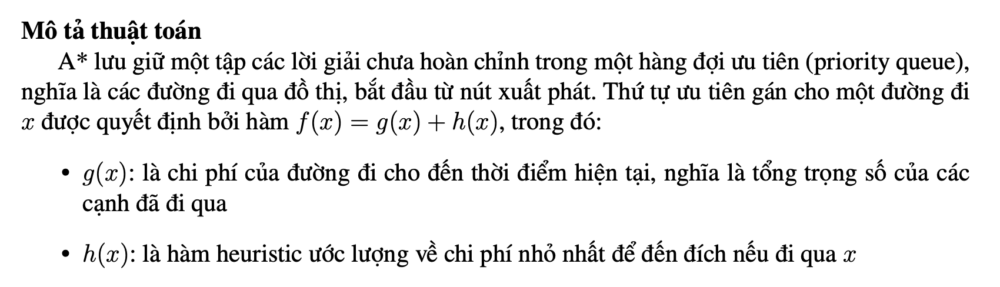 Mô tả thuật toán
A* lưu giữ một tập các lời giải chưa hoàn chỉnh trong một hàng đợi ưu tiên (priority queue),
nghĩa là các đường đi qua đồ thị, bắt đầu từ nút xuất phát. Thứ tự ưu tiên gán cho một đường đi
x được quyết định bởi hàm f(x) = g(x) + h(x), trong đó:
• g(x): là chi phí của đường đi cho đến thời điểm hiện tại, nghĩa là tổng trọng số của các
cạnh đã đi qua
• h(x): là hàm heuristic ước lượng về chi phí nhỏ nhất để đến đích nếu đi qua x